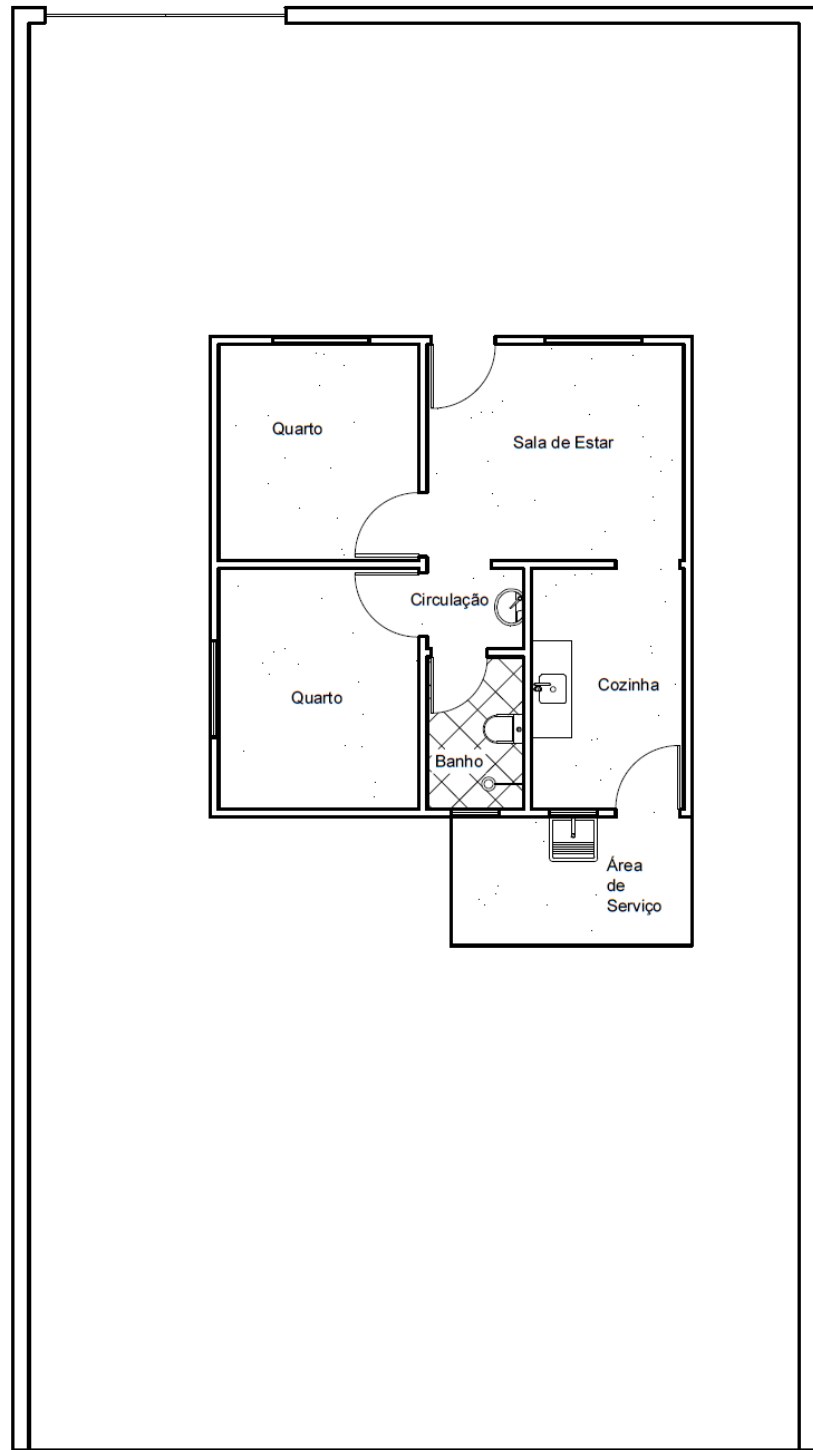 Quarto
Sala de Estar
Circulação
Quarto
Cozinha
Banho
Área
de
Serviço